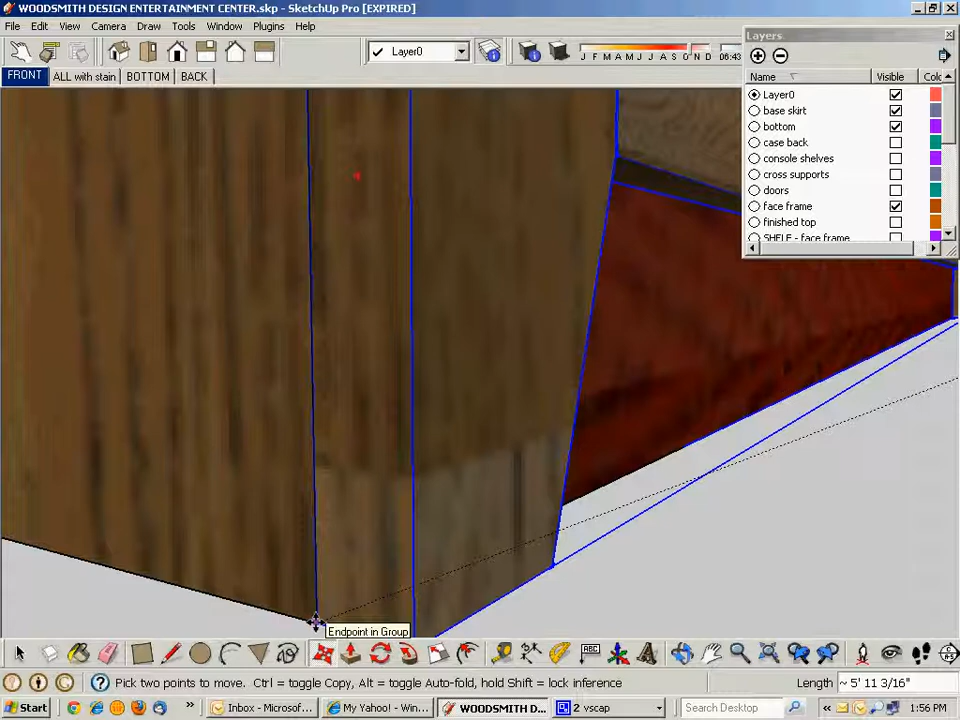 WOODSMITH DESIGN ENTERTAINMENT CENTER.skp - SketchUp Pro [EXPIRED]
File Edit View Camera Draw Tools Window Plugins Help
Layer0
J F M A M J J A S O N D 06:43
FRONT ALL with stain BOTTOM BACK
Layers
Name Visible Colo
Layer0
base skirt
bottom
case back
console shelves
cross supports
doors
face frame
finished top
SHELF - face frame
Endpoint in Group
ABC
Pick two points to move. Ctrl = toggle Copy, Alt = toggle Auto-fold, hold Shift = lock inference
Length ~ 5' 11 3/16"
Start
Inbox - Microsof...
My Yahoo! - Win...
WOODSMITH D...
2 vscap
Search Desktop
1:56 PM